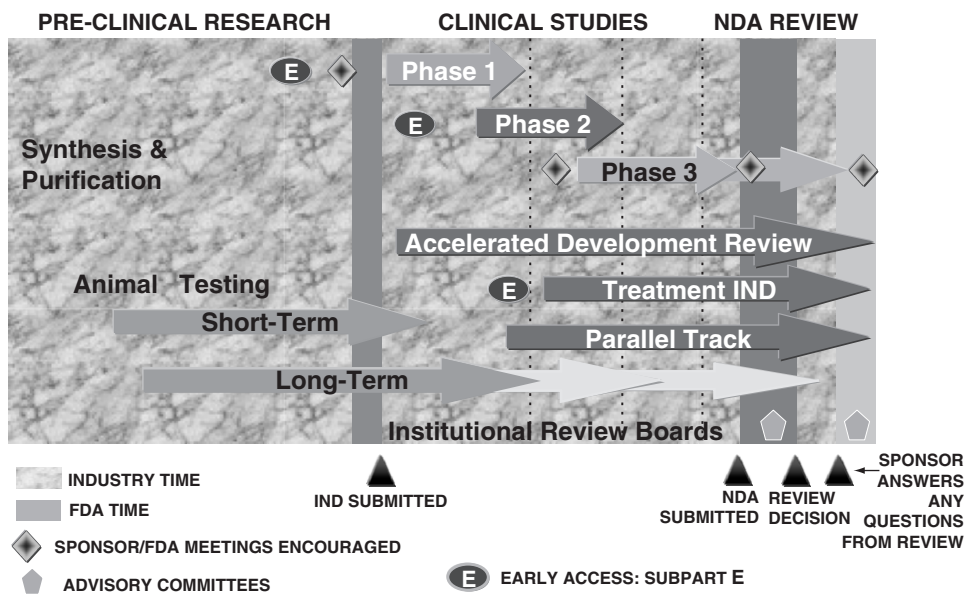 PRE-CLINICAL RESEARCH
CLINICAL STUDIES
NDA REVIEW
E
Phase 1
E
Phase 2
Synthesis &
Purification
Phase 3
Accelerated Development Review
Animal Testing
E
Treatment IND
Short-Term
Parallel Track
Long-Term
Institutional Review Boards
INDUSTRY TIME
FDA TIME
SPONSOR/FDA MEETINGS ENCOURAGED
ADVISORY COMMITTEES
IND SUBMITTED
E
EARLY ACCESS: SUBPART E
NDA
SUBMITTED
REVIEW
DECISION
SPONSOR
ANSWERS
ANY
QUESTIONS
FROM REVIEW